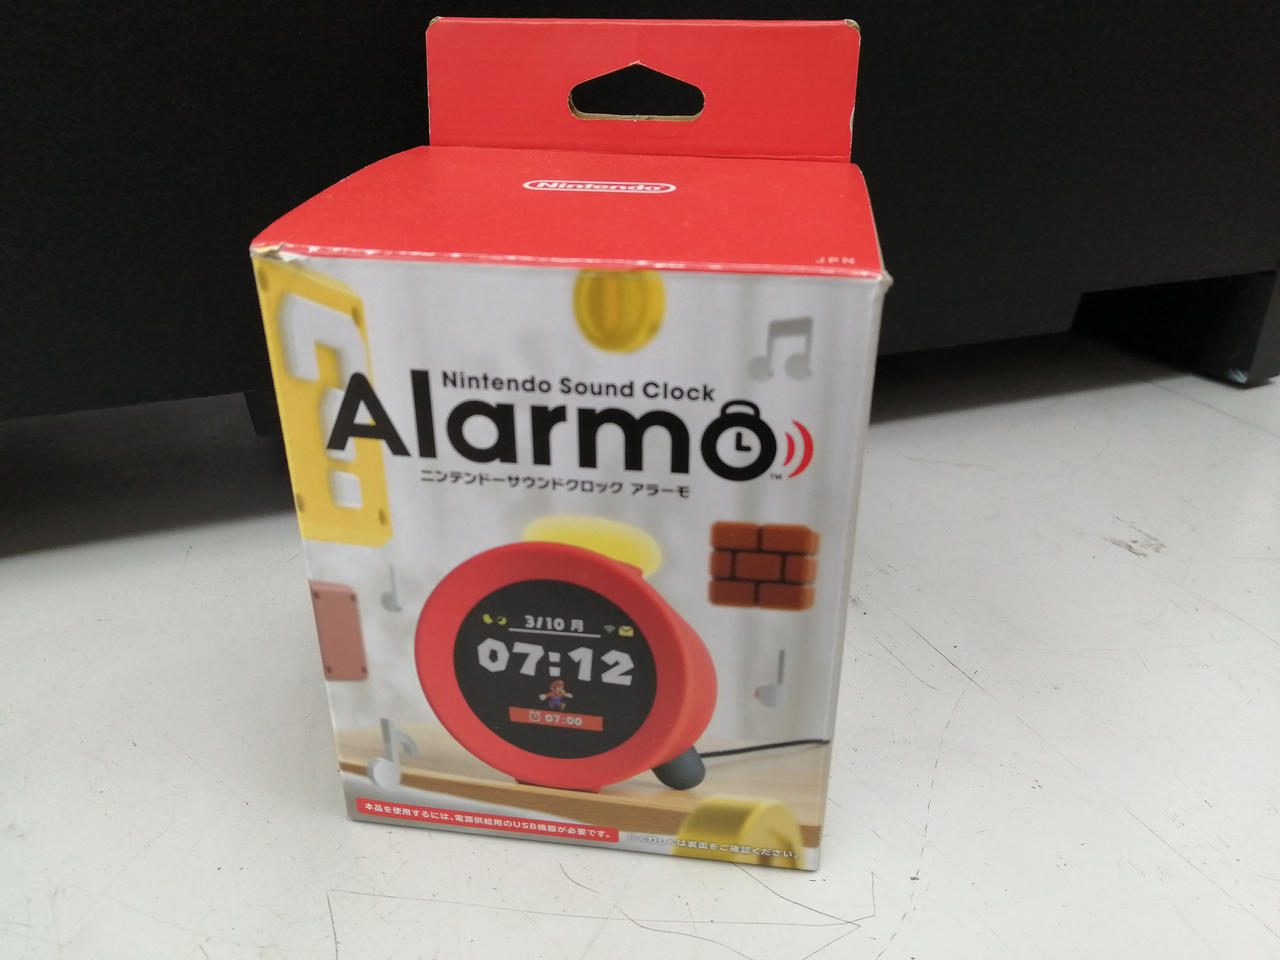 Nintendo
JPN
Nintendo Sound Clock
Alarmo
TM
ニンテンドーサウンドクロック アラーモ
3/10 月
07:12
07:00
本品を使用するには、電源供給用のUSB機器が必要です。
くわしくは裏面をご確認ください。